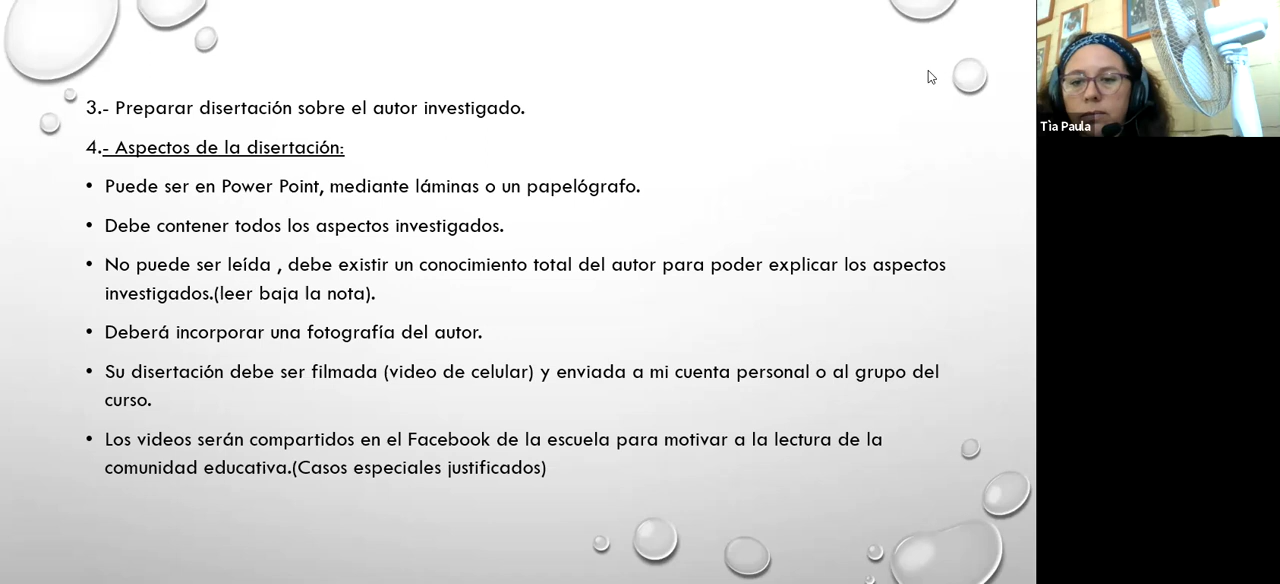 3.- Preparar disertación sobre el autor investigado.
4.- Aspectos de la disertación:
• Puede ser en Power Point, mediante láminas o un papelógrafo.
• Debe contener todos los aspectos investigados.
• No puede ser leída , debe existir un conocimiento total del autor para poder explicar los aspectos
investigados.(leer baja la nota).
• Deberá incorporar una fotografía del autor.
• Su disertación debe ser filmada (video de celular) y enviada a mi cuenta personal o al grupo del
curso.
• Los videos serán compartidos en el Facebook de la escuela para motivar a la lectura de la
comunidad educativa.(Casos especiales justificados)
Tìa Paula